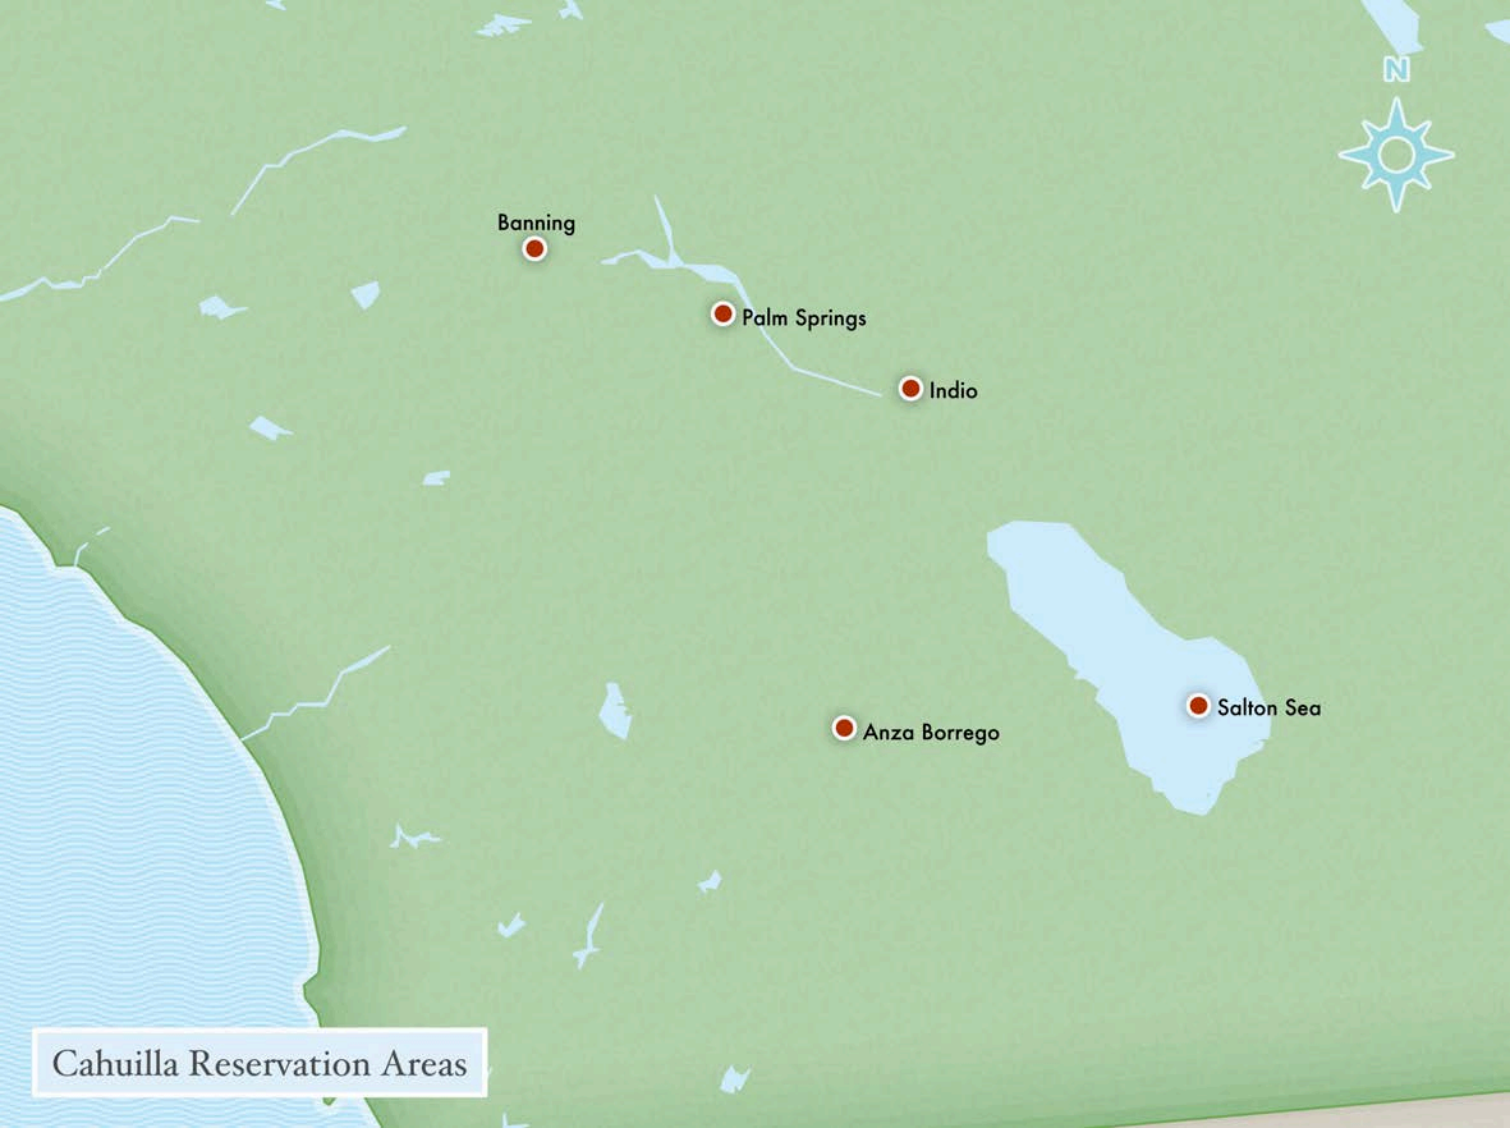 N
Banning
Palm Springs
Indio
Salton Sea
Anza Borrego
Cahuilla Reservation Areas